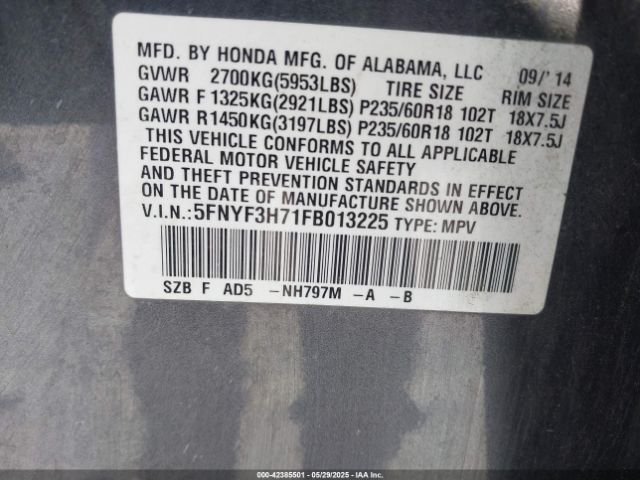 MFD. BY HONDA MFG. OF ALABAMA, LLC 09/' 14
GVWR 2700KG(5953LBS) TIRE SIZE RIM SIZE
GAWR F 1325KG(2921LBS) P235/60R18 102T 18X7.5J
GAWR R1450KG(3197LBS) P235/60R18 102T 18X7.5J
THIS VEHICLE CONFORMS TO ALL APPLICABLE
FEDERAL MOTOR VEHICLE SAFETY
AND THEFT PREVENTION STANDARDS IN EFFECT
ON THE DATE OF MANUFACTURE SHOWN ABOVE.
V.I.N.:5FNYF3H71FB013225 TYPE: MPV
SZB F AD5 -NH797M -A -B
000-42385501 05/29/2025 IAAI.COM